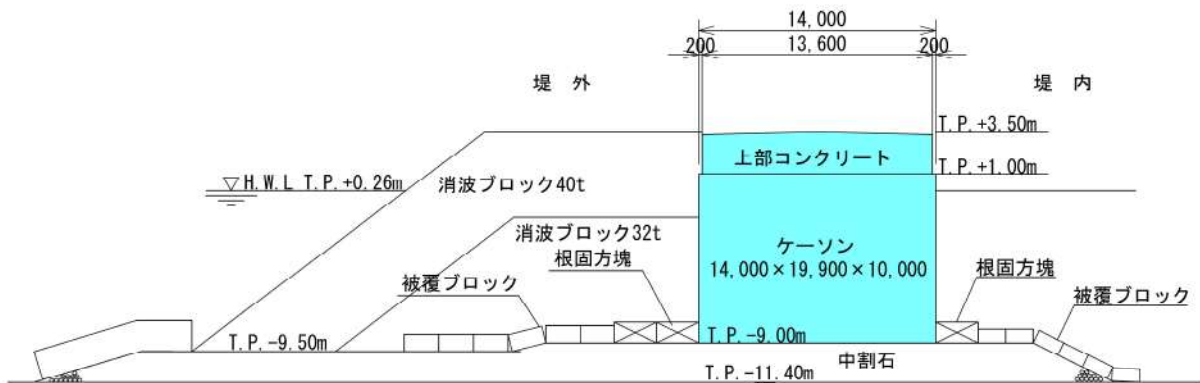 14,000
200
13,600
200
堤 外
堤 内
T.P.+3.50m
上部コンクリート
T.P.+1.00m
H.W.L T.P.+0.26m
消波ブロック40t
消波ブロック32t
ケーソン
14,000×19,900×10,000
根固方塊
根固方塊
被覆ブロック
被覆ブロック
T.P.-9.50m
T.P.-9.00m
中割石
T.P.-11.40m